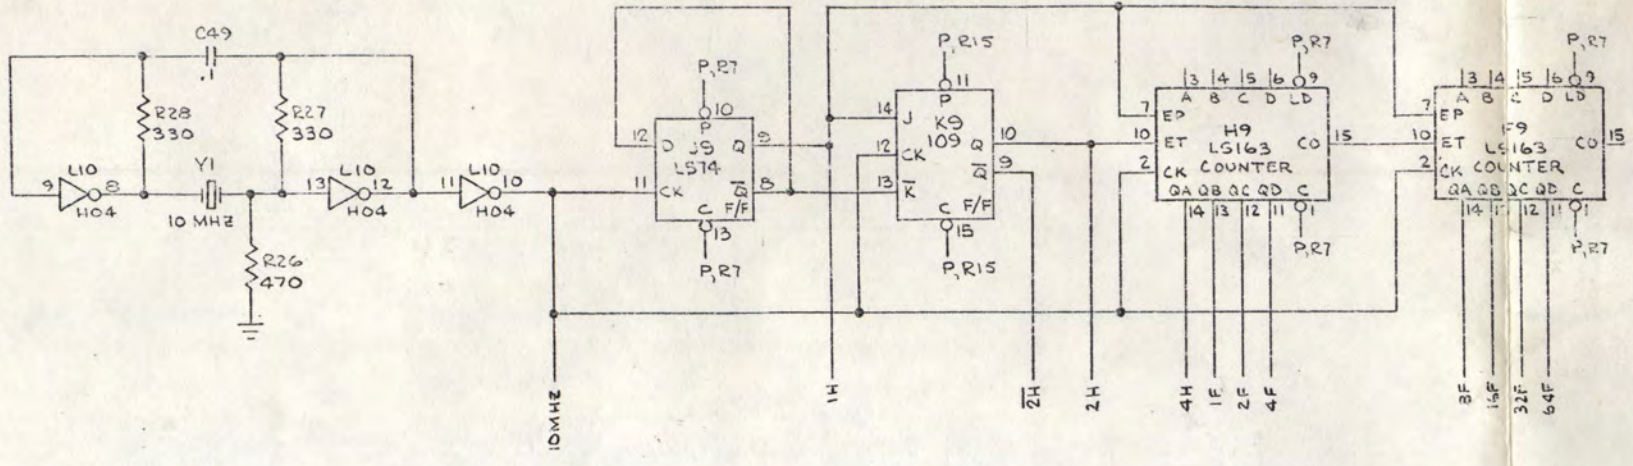 C49
.1
R28
330
R27
330
L10
9 8
H04
Y1
10 MHZ
L10
13 12
H04
L10
11 10
H04
R26
470
P,R7
10
P
12 D J9 Q 9
LS74
11 CK Q 8
C F/F
13
P,R7
P,R15
11
P
14 J K9
109 Q 10
12 CK
Q 9
13 K
C F/F
15
P,R15
P,R7
3 4 5 6 9
A B C D LD
7 EP
H9
10 ET LS163 CO 15
2 CK COUNTER
QA QB QC QD C
14 13 12 11 1
P,R7
P,R7
3 4 5 6 9
A B C D LD
7 EP
F9
10 ET LS163 CO 15
2 CK COUNTER
QA QB QC QD C
14 12 11 1
P,R7
10MHZ
1H
2H
2H
4H
1F
2F
4F
8F
16F
32F
64F